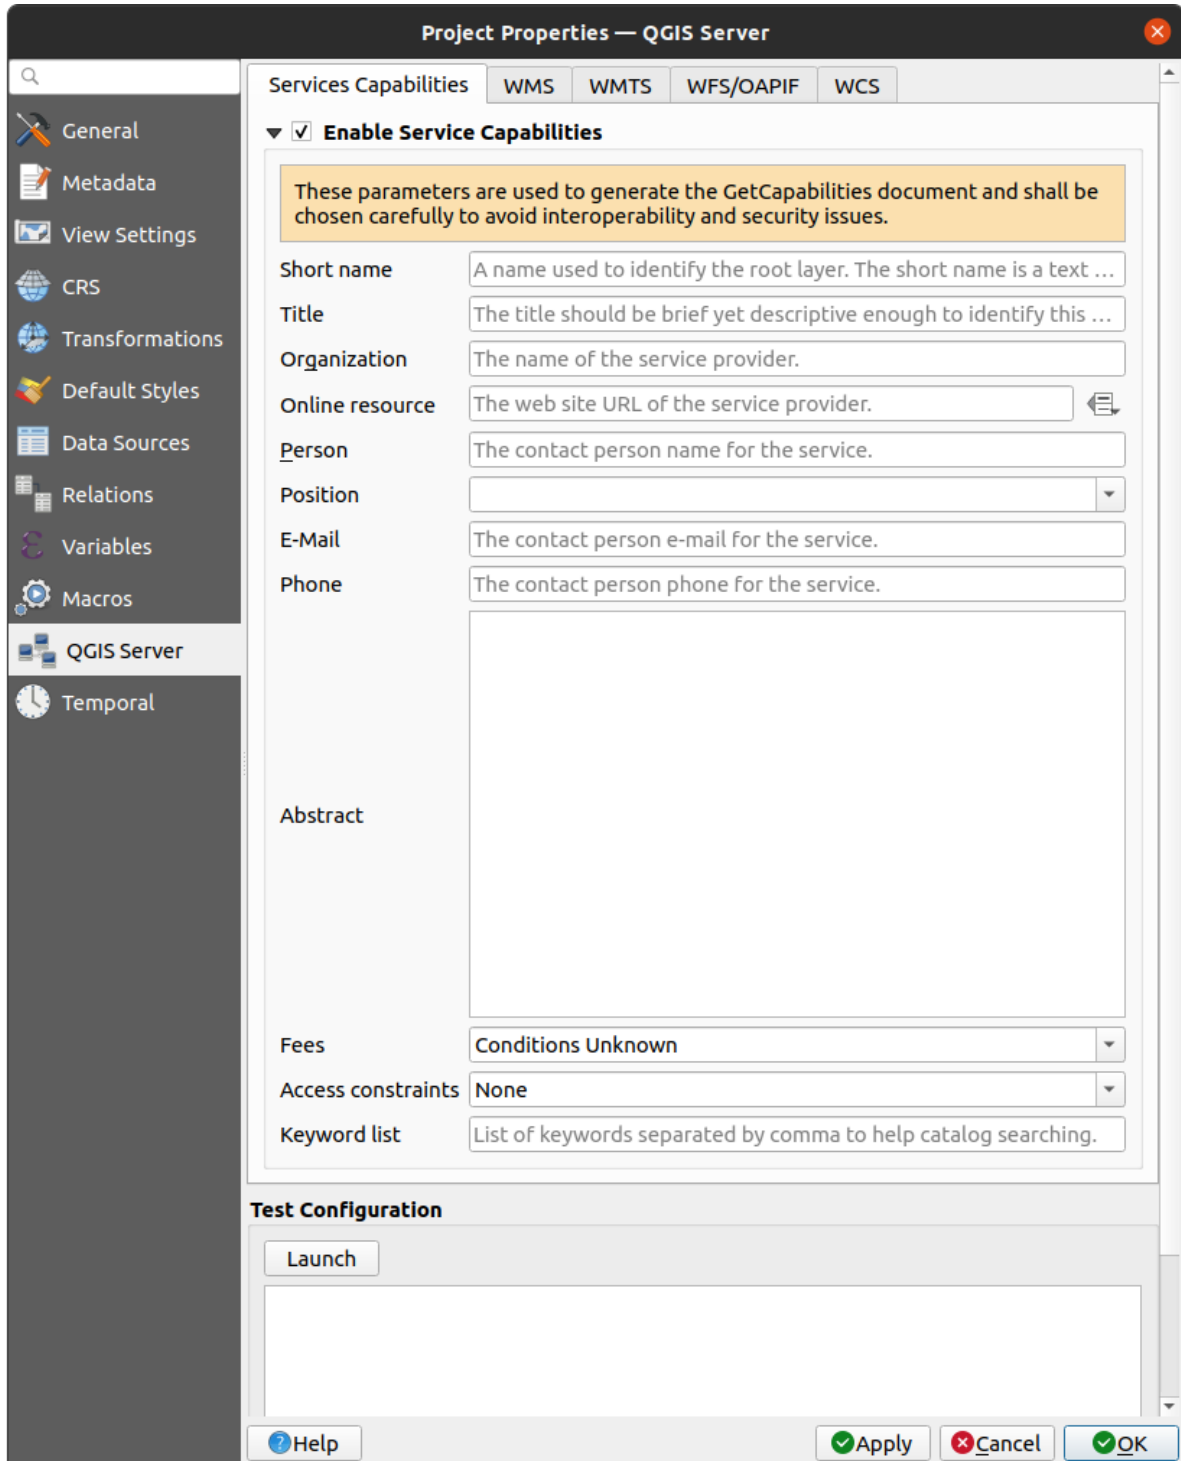 Project Properties — QGIS Server
General
Metadata
View Settings
CRS
Transformations
Default Styles
Data Sources
Relations
Variables
Macros
QGIS Server
Temporal
Services Capabilities WMS WMTS WFS/OAPIF WCS
Enable Service Capabilities
These parameters are used to generate the GetCapabilities document and shall be
chosen carefully to avoid interoperability and security issues.
Short name A name used to identify the root layer. The short name is a text ...
Title The title should be brief yet descriptive enough to identify this ...
Organization The name of the service provider.
Online resource The web site URL of the service provider.
Person The contact person name for the service.
Position
E-Mail The contact person e-mail for the service.
Phone The contact person phone for the service.
Abstract
Fees Conditions Unknown
Access constraints None
Keyword list List of keywords separated by comma to help catalog searching.
Test Configuration
Launch
Help Apply Cancel OK